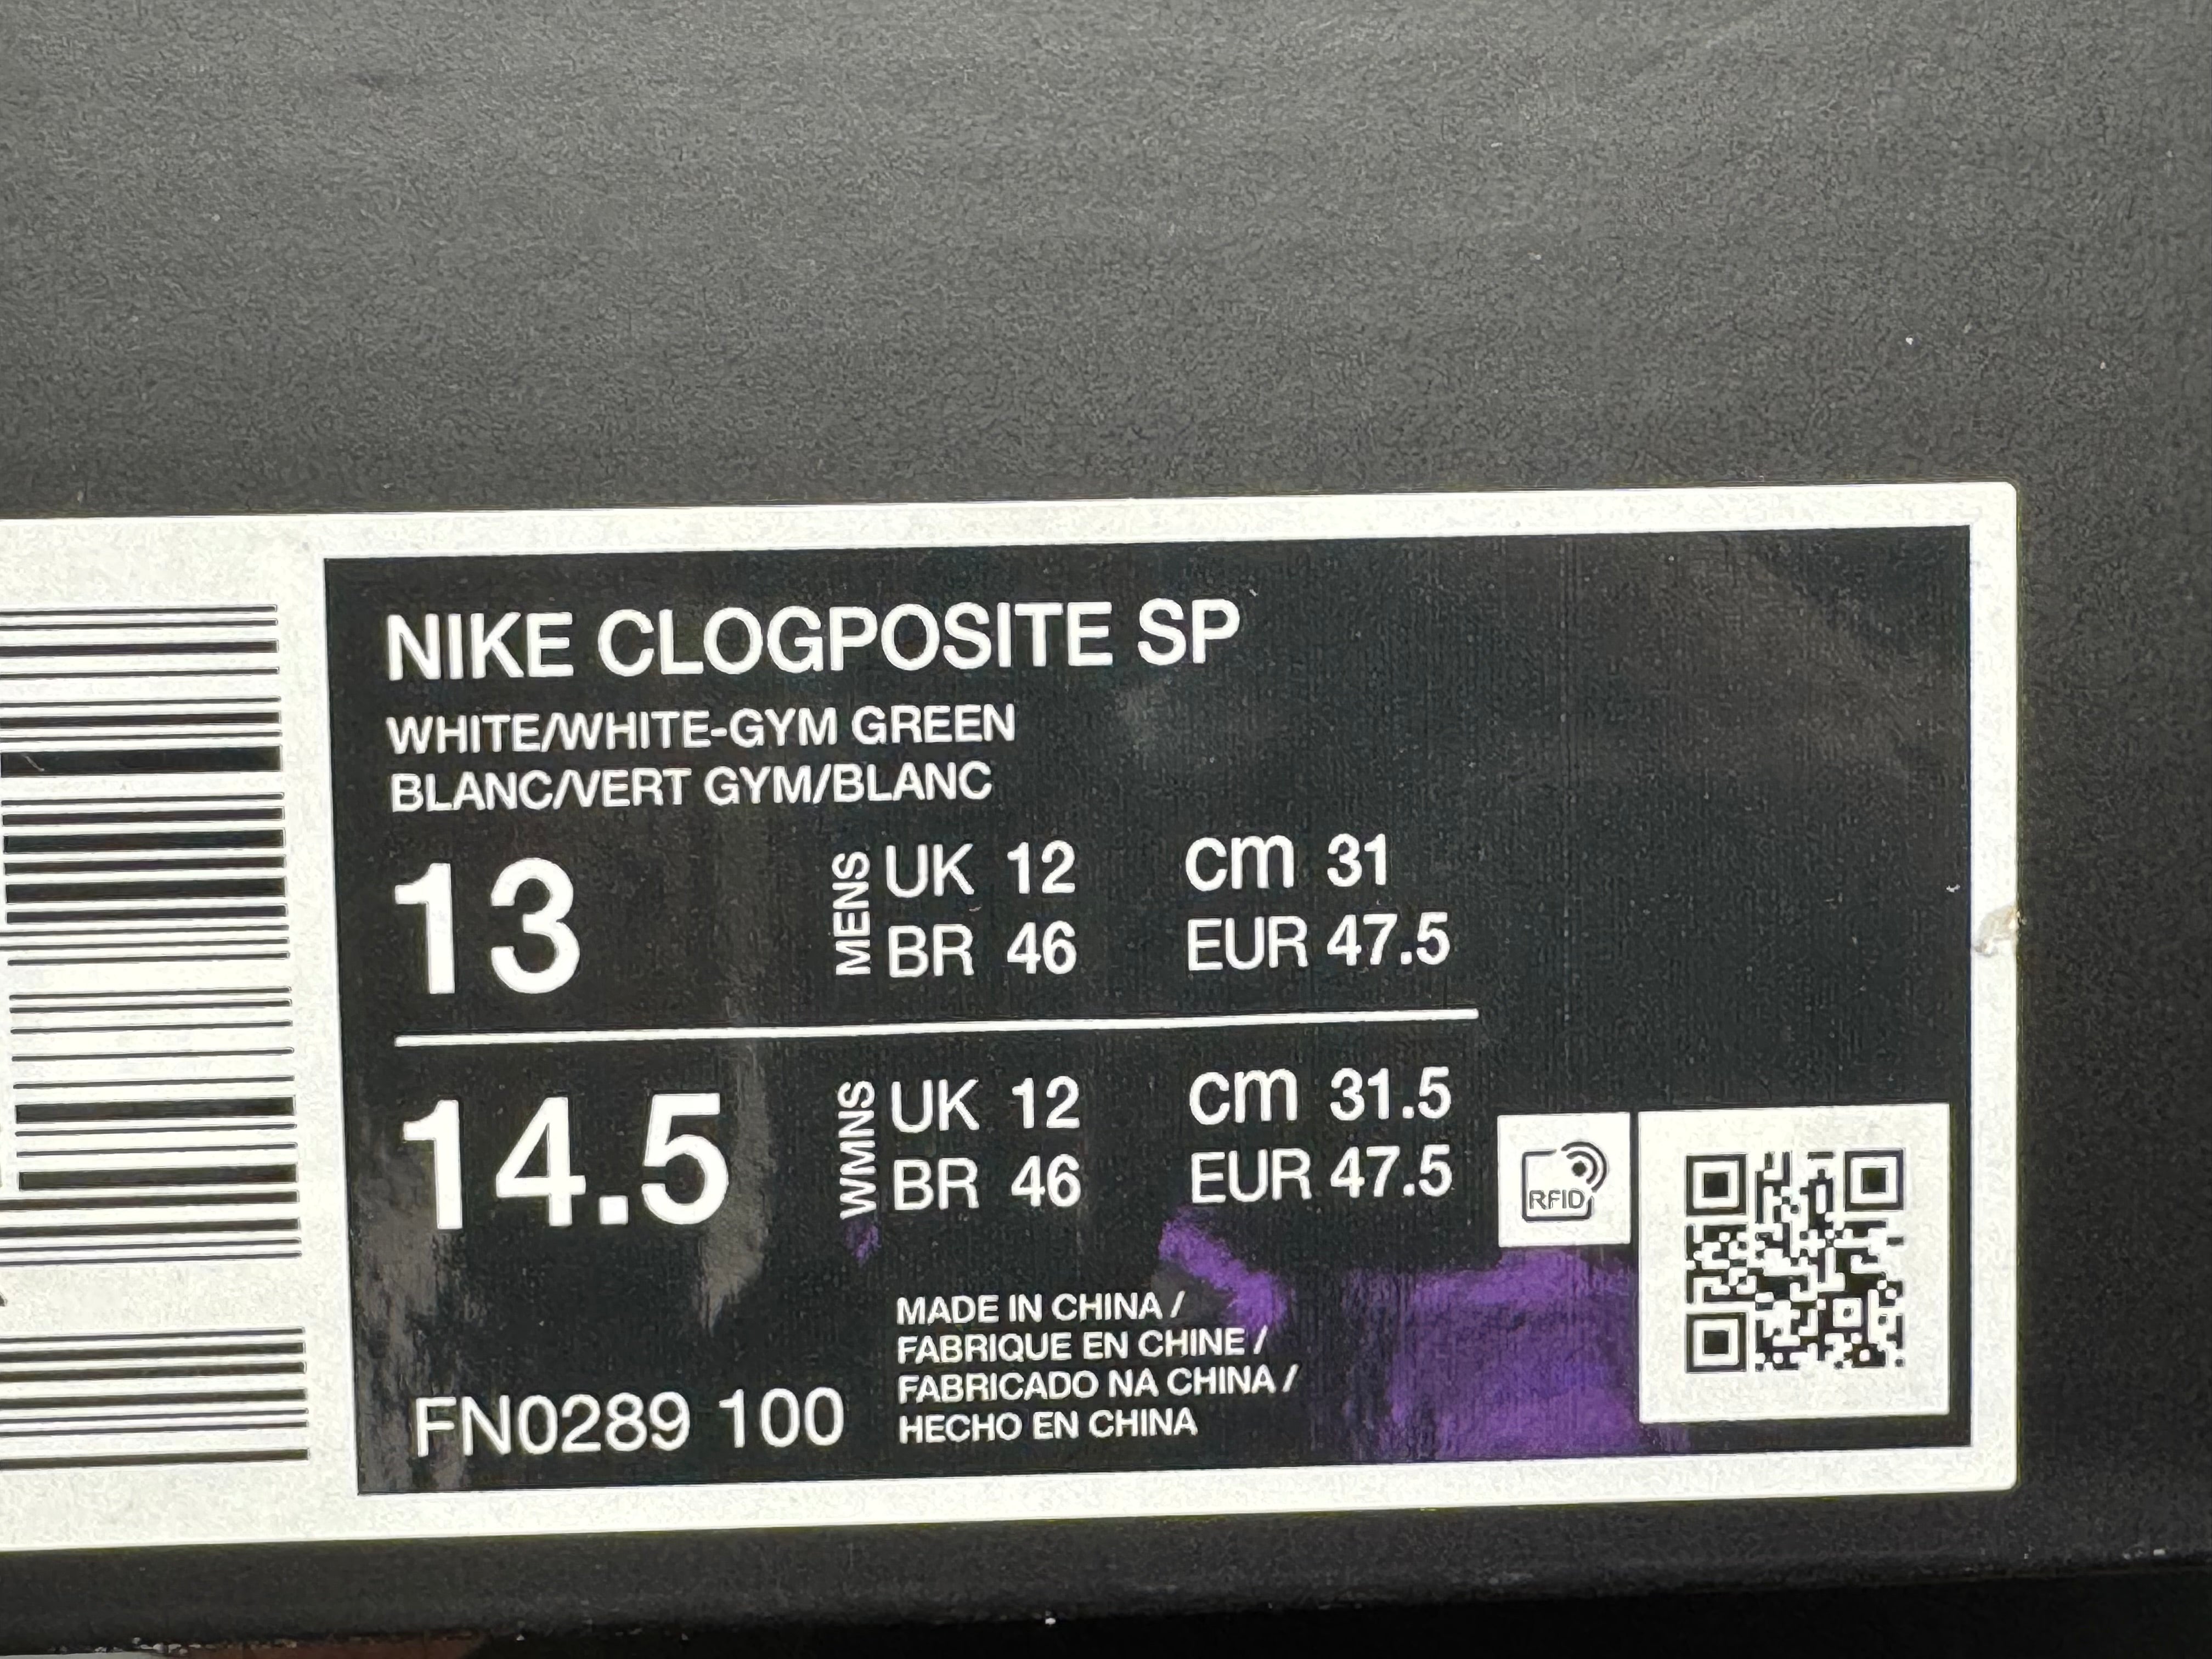 NIKE CLOGPOSITE SP
WHITE/WHITE-GYM GREEN
BLANC/VERT GYM/BLANC
13 MENS UK 12 cm 31
BR 46 EUR 47.5
14.5 WMNS UK 12 cm 31.5
BR 46 EUR 47.5
RFID
MADE IN CHINA /
FABRIQUE EN CHINE /
FABRICADO NA CHINA /
HECHO EN CHINA
FN0289 100